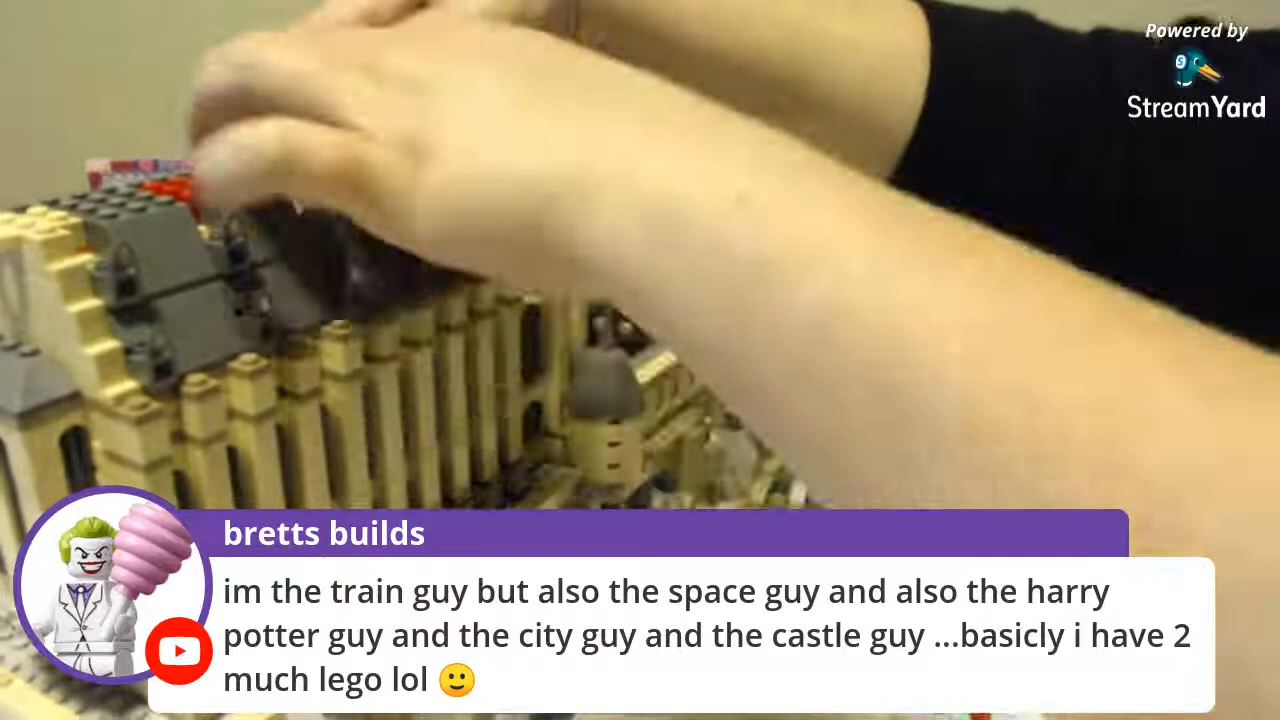 Powered by
StreamYard
bretts builds
im the train guy but also the space guy and also the harry
potter guy and the city guy and the castle guy ...basicly i have 2
much lego lol 🙂